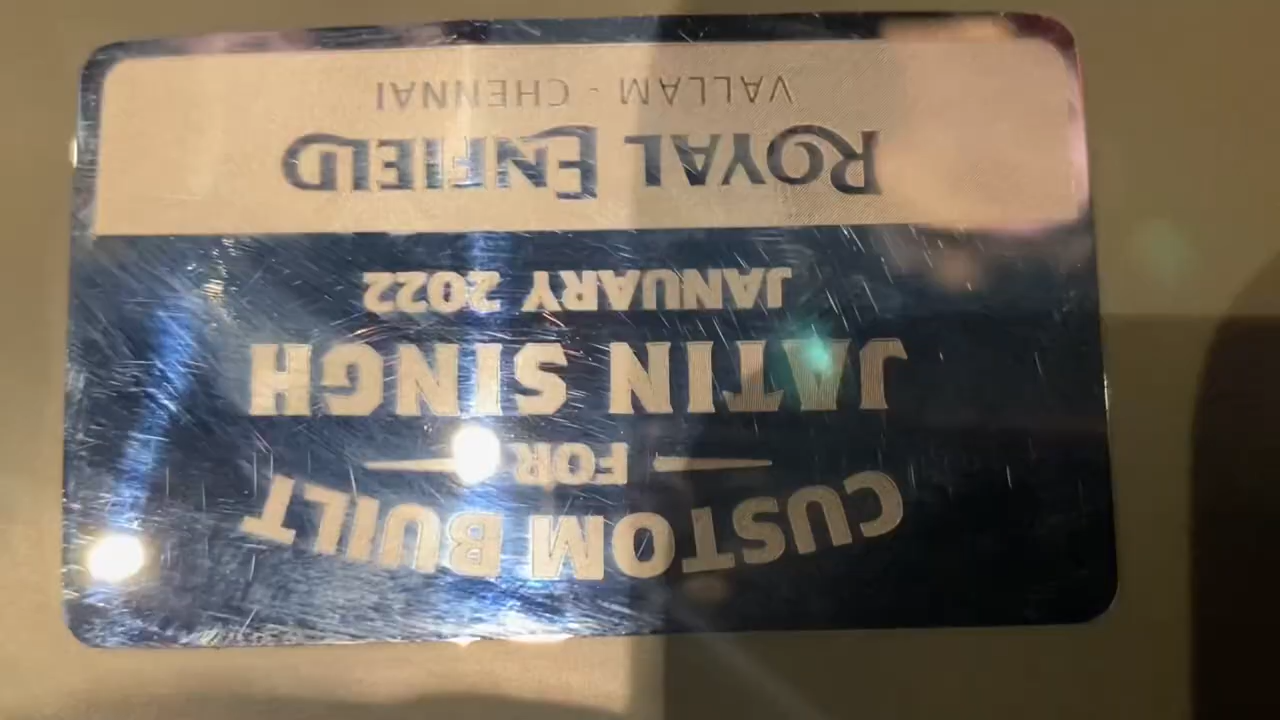 CUSTOM BUILT
FOR
JATIN SINGH
JANUARY 2022
ROYAL ENFIELD
VALLAM - CHENNAI